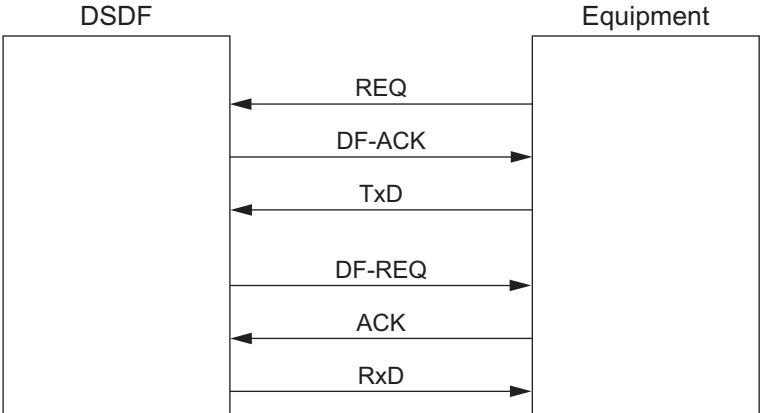 DSDF
Equipment
REQ
DF-ACK
TxD
DF-REQ
ACK
RxD